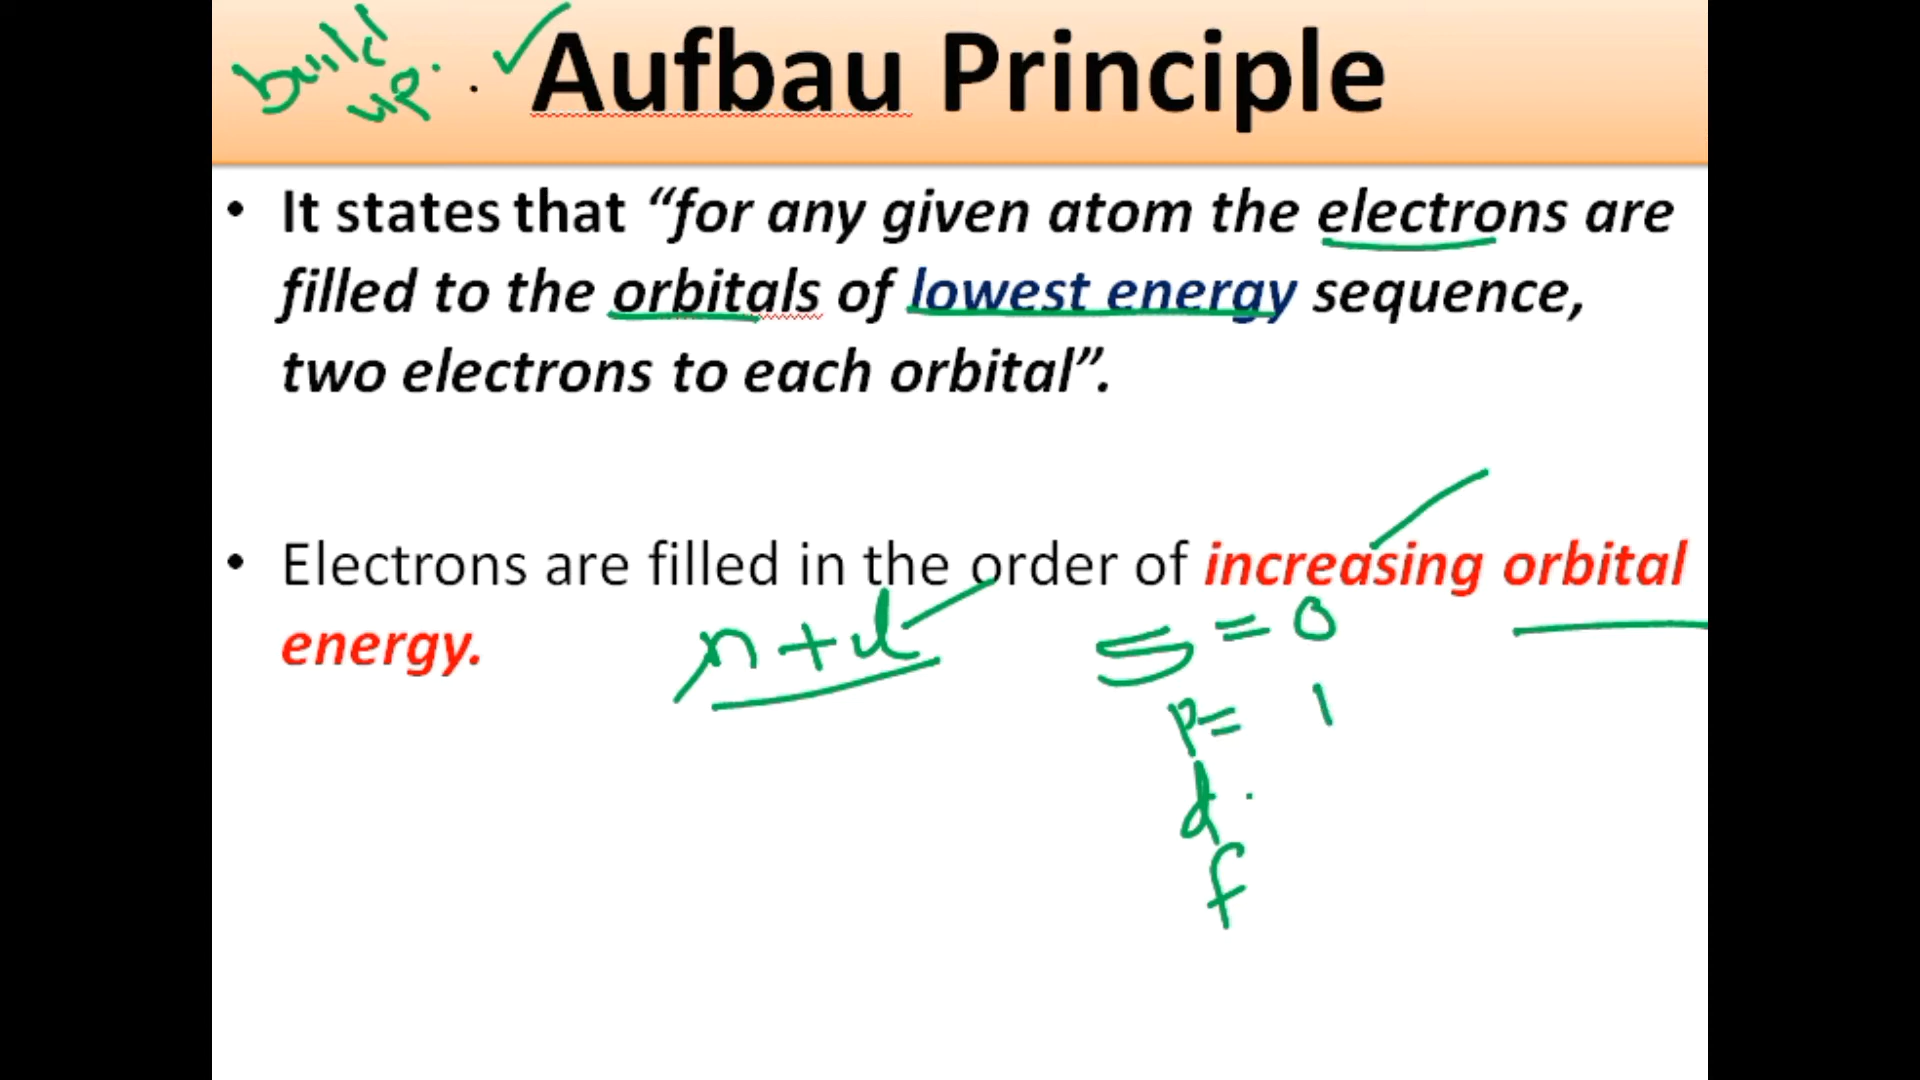 build
up.
Aufbau Principle
• It states that “for any given atom the electrons are
filled to the orbitals of lowest energy sequence,
two electrons to each orbital”.
• Electrons are filled in the order of increasing orbital
energy.
n+l
s = 0
p = 1
d
f